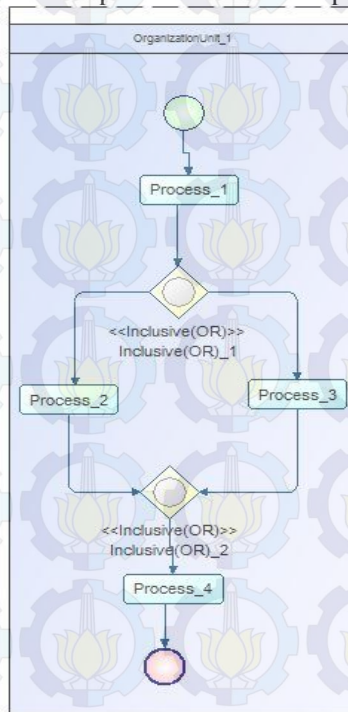 OrganizationUnit_1
Process_1
<<Inclusive(OR)>>
Inclusive(OR)_1
Process_2
Process_3
<<Inclusive(OR)>>
Inclusive(OR)_2
Process_4